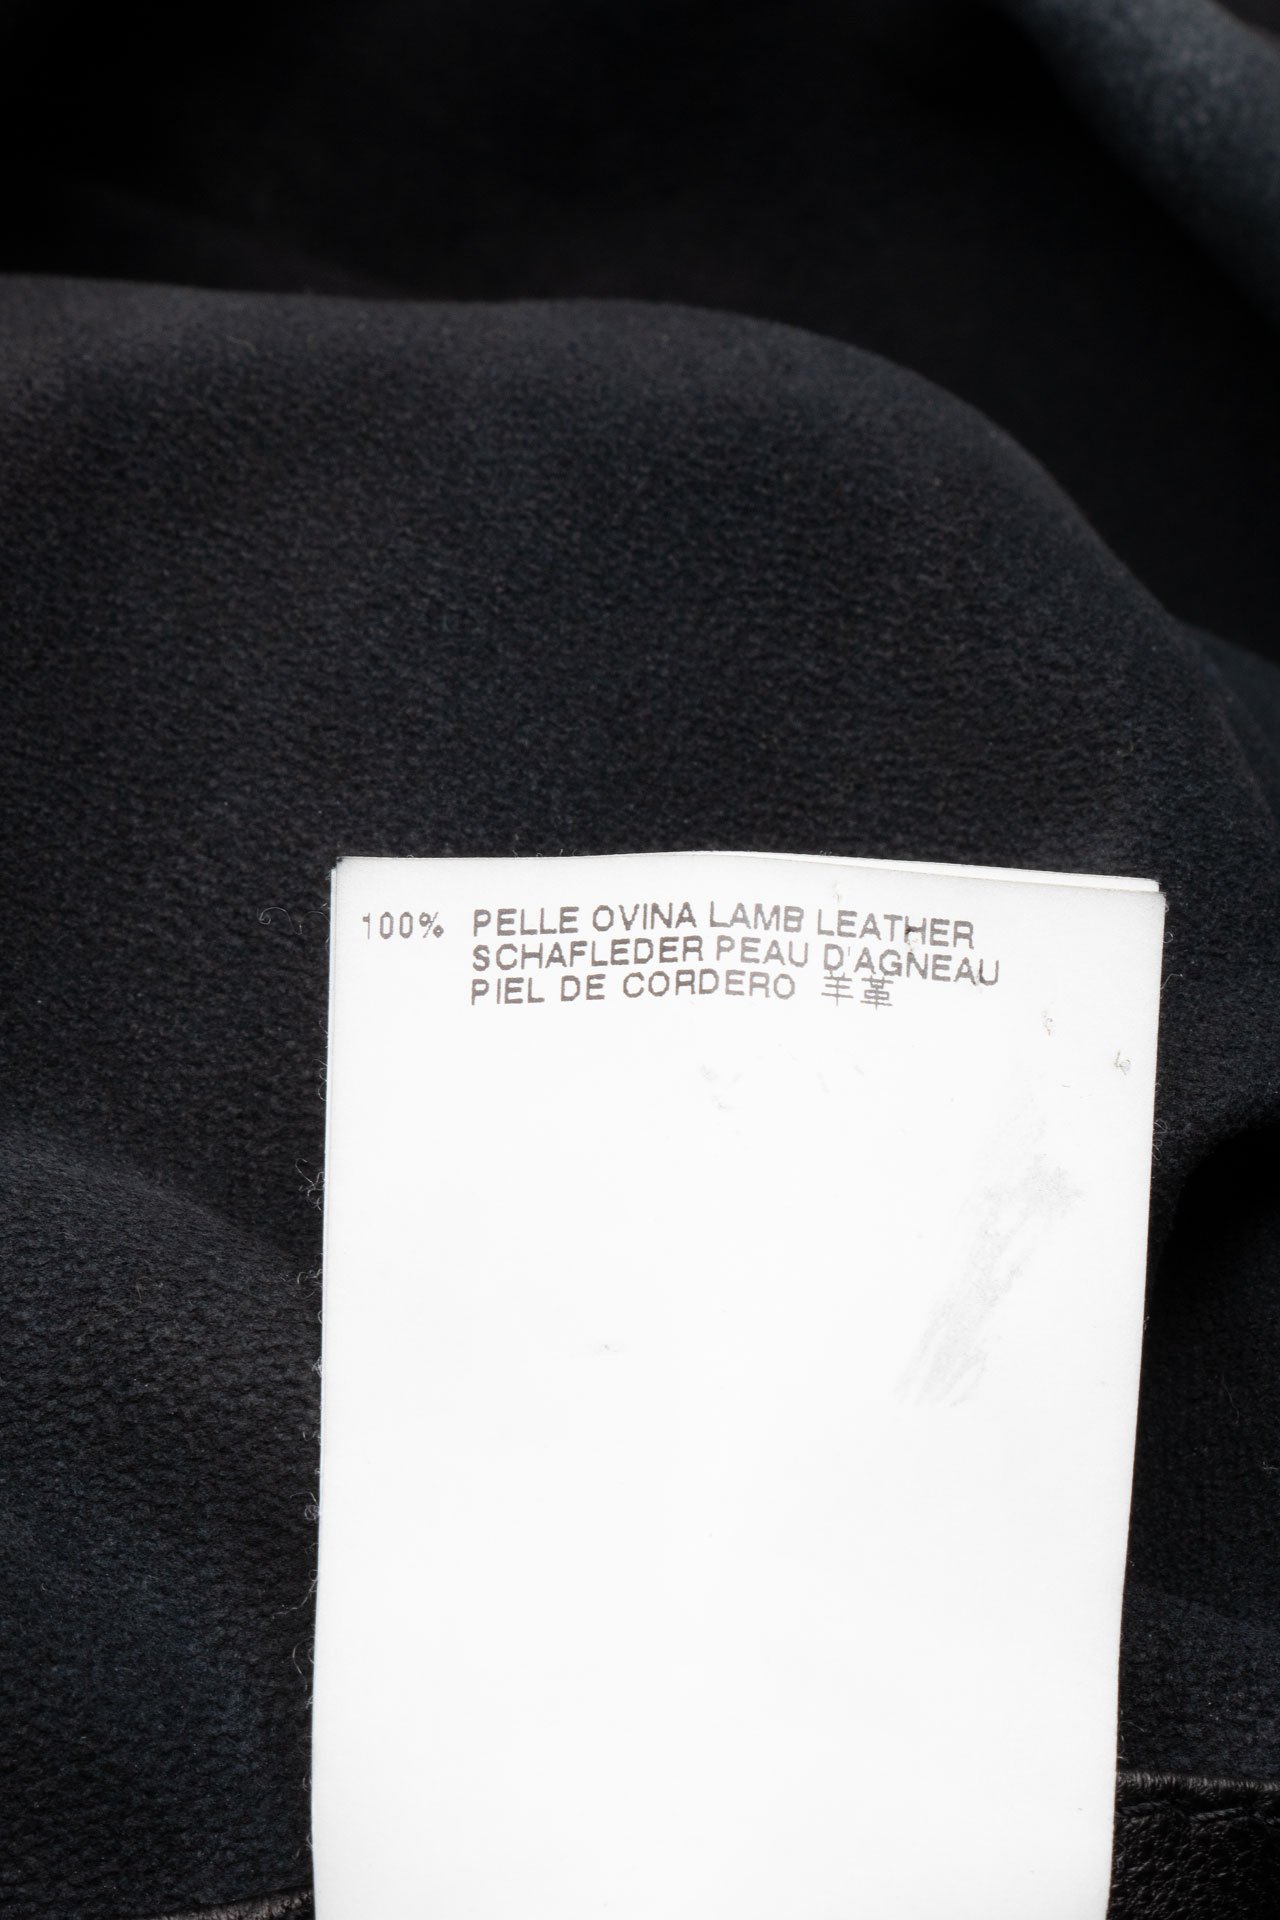 100% PELLE OVINA LAMB LEATHER
SCHAFLEDER PEAU D'AGNEAU
PIEL DE CORDERO 羊革